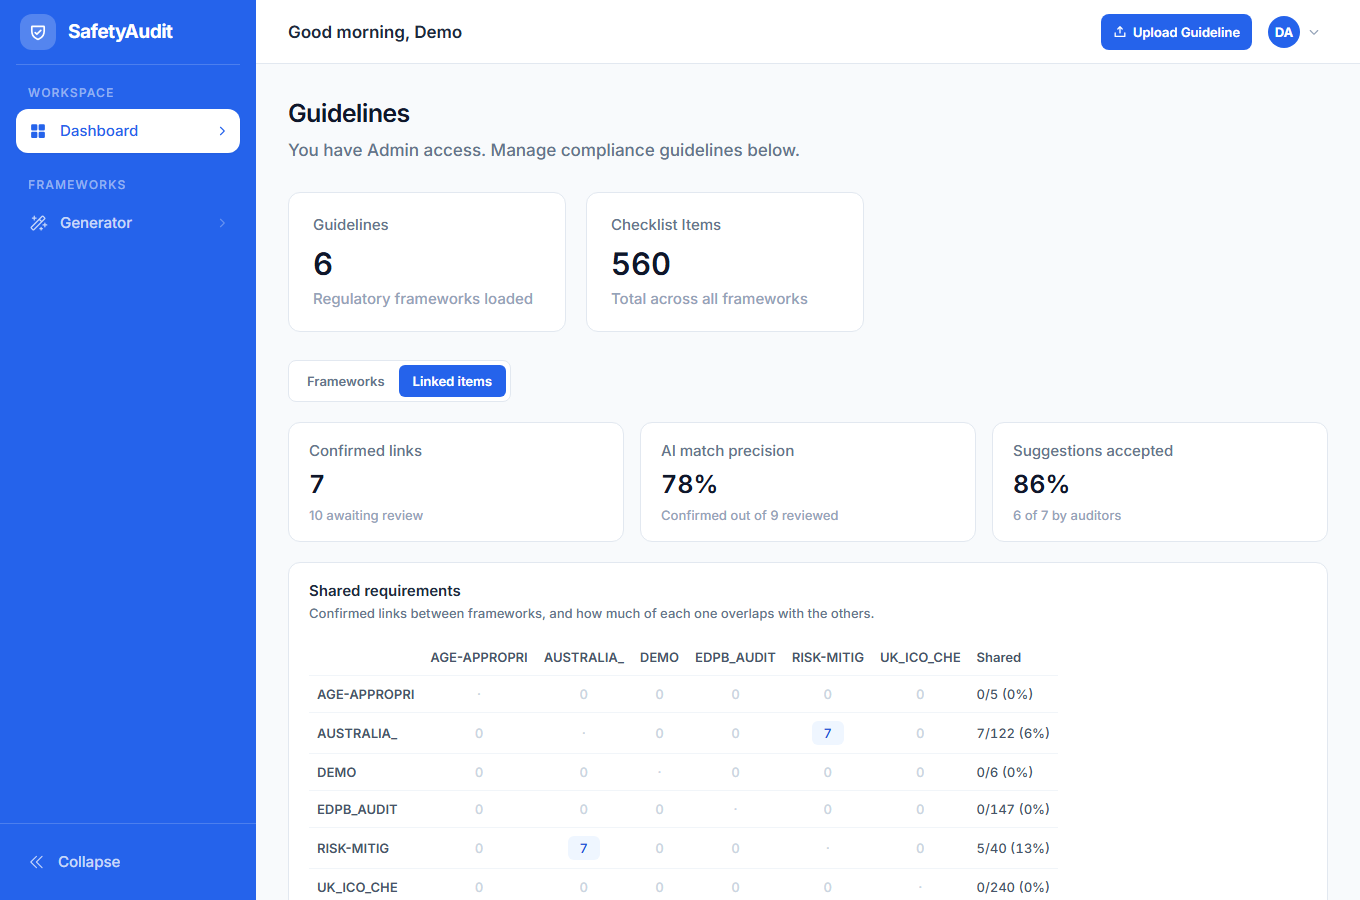 SafetyAudit
WORKSPACE
Dashboard
FRAMEWORKS
Generator
Collapse
Good morning, Demo
Upload Guideline
DA
Guidelines
You have Admin access. Manage compliance guidelines below.
Guidelines
6
Regulatory frameworks loaded
Checklist Items
560
Total across all frameworks
Frameworks
Linked items
Confirmed links
7
10 awaiting review
AI match precision
78%
Confirmed out of 9 reviewed
Suggestions accepted
86%
6 of 7 by auditors
Shared requirements
Confirmed links between frameworks, and how much of each one overlaps with the others.
AGE-APPROPRI AUSTRALIA_ DEMO EDPB_AUDIT RISK-MITIG UK_ICO_CHE Shared
AGE-APPROPRI · 0 0 0 0 0 0/5 (0%)
AUSTRALIA_ 0 · 0 0 7 0 7/122 (6%)
DEMO 0 0 · 0 0 0 0/6 (0%)
EDPB_AUDIT 0 0 0 · 0 0 0/147 (0%)
RISK-MITIG 0 7 0 0 · 0 5/40 (13%)
UK_ICO_CHE 0 0 0 0 0 · 0/240 (0%)